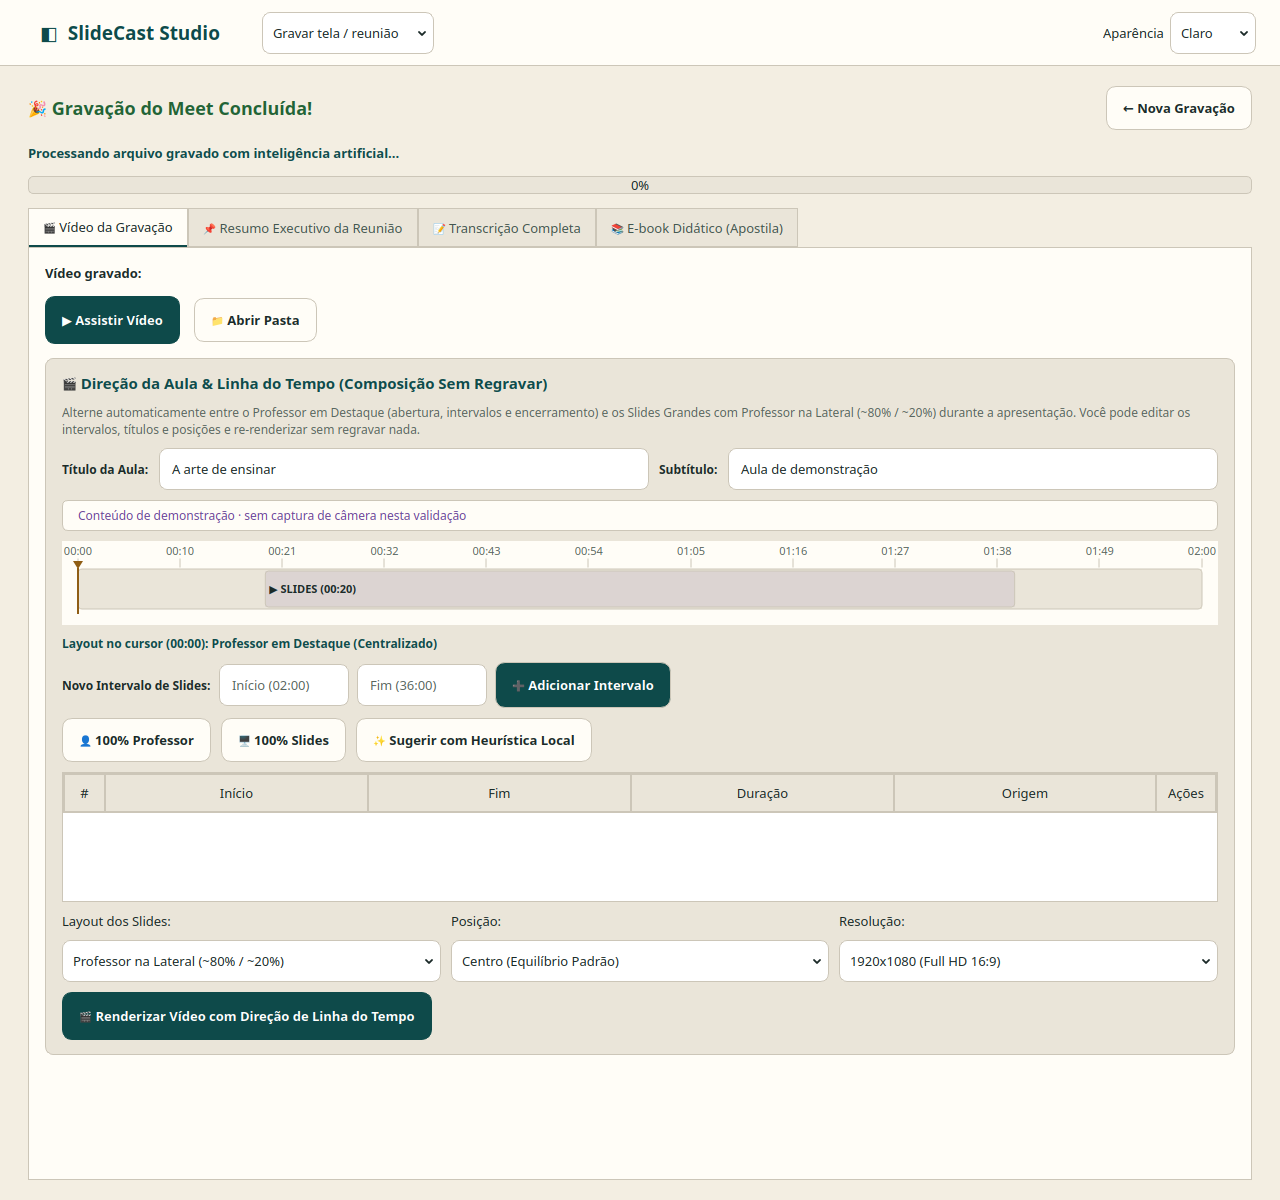 SlideCast Studio
Gravar tela / reunião
Aparência
Claro
🎉 Gravação do Meet Concluída!
← Nova Gravação
Processando arquivo gravado com inteligência artificial...
0%
🎬 Vídeo da Gravação
📌 Resumo Executivo da Reunião
📝 Transcrição Completa
📚 E-book Didático (Apostila)
Vídeo gravado:
▶ Assistir Vídeo
📁 Abrir Pasta
🎬 Direção da Aula & Linha do Tempo (Composição Sem Regravar)
Alterne automaticamente entre o Professor em Destaque (abertura, intervalos e encerramento) e os Slides Grandes com Professor na Lateral (~80% / ~20%) durante a apresentação. Você pode editar os
intervalos, títulos e posições e re-renderizar sem regravar nada.
Título da Aula:
A arte de ensinar
Subtítulo:
Aula de demonstração
Conteúdo de demonstração · sem captura de câmera nesta validação
00:00 00:10 00:21 00:32 00:43 00:54 01:05 01:16 01:27 01:38 01:49 02:00
▶ SLIDES (00:20)
Layout no cursor (00:00): Professor em Destaque (Centralizado)
Novo Intervalo de Slides:
Início (02:00)
Fim (36:00)
➕ Adicionar Intervalo
👤 100% Professor
🖥️ 100% Slides
✨ Sugerir com Heurística Local
# Início Fim Duração Origem Ações
Layout dos Slides:
Posição:
Resolução:
Professor na Lateral (~80% / ~20%)
Centro (Equilíbrio Padrão)
1920x1080 (Full HD 16:9)
🎬 Renderizar Vídeo com Direção de Linha do Tempo